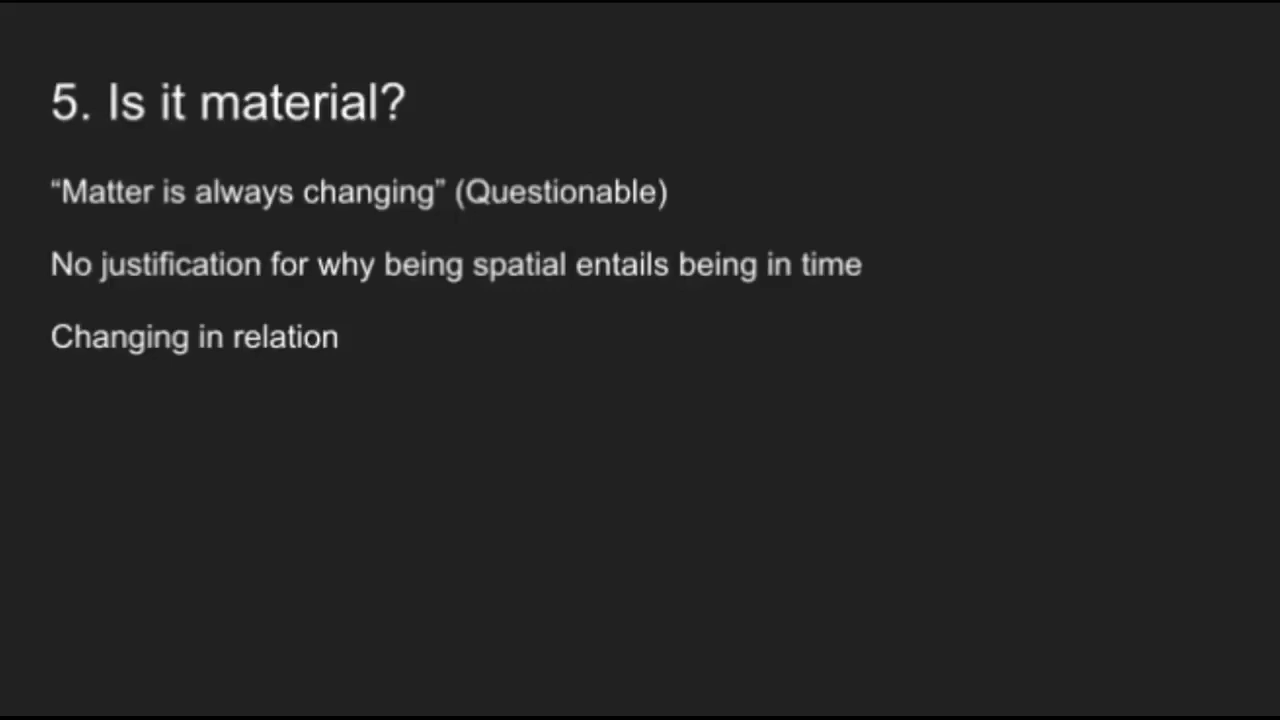 5. Is it material?
“Matter is always changing” (Questionable)
No justification for why being spatial entails being in time
Changing in relation